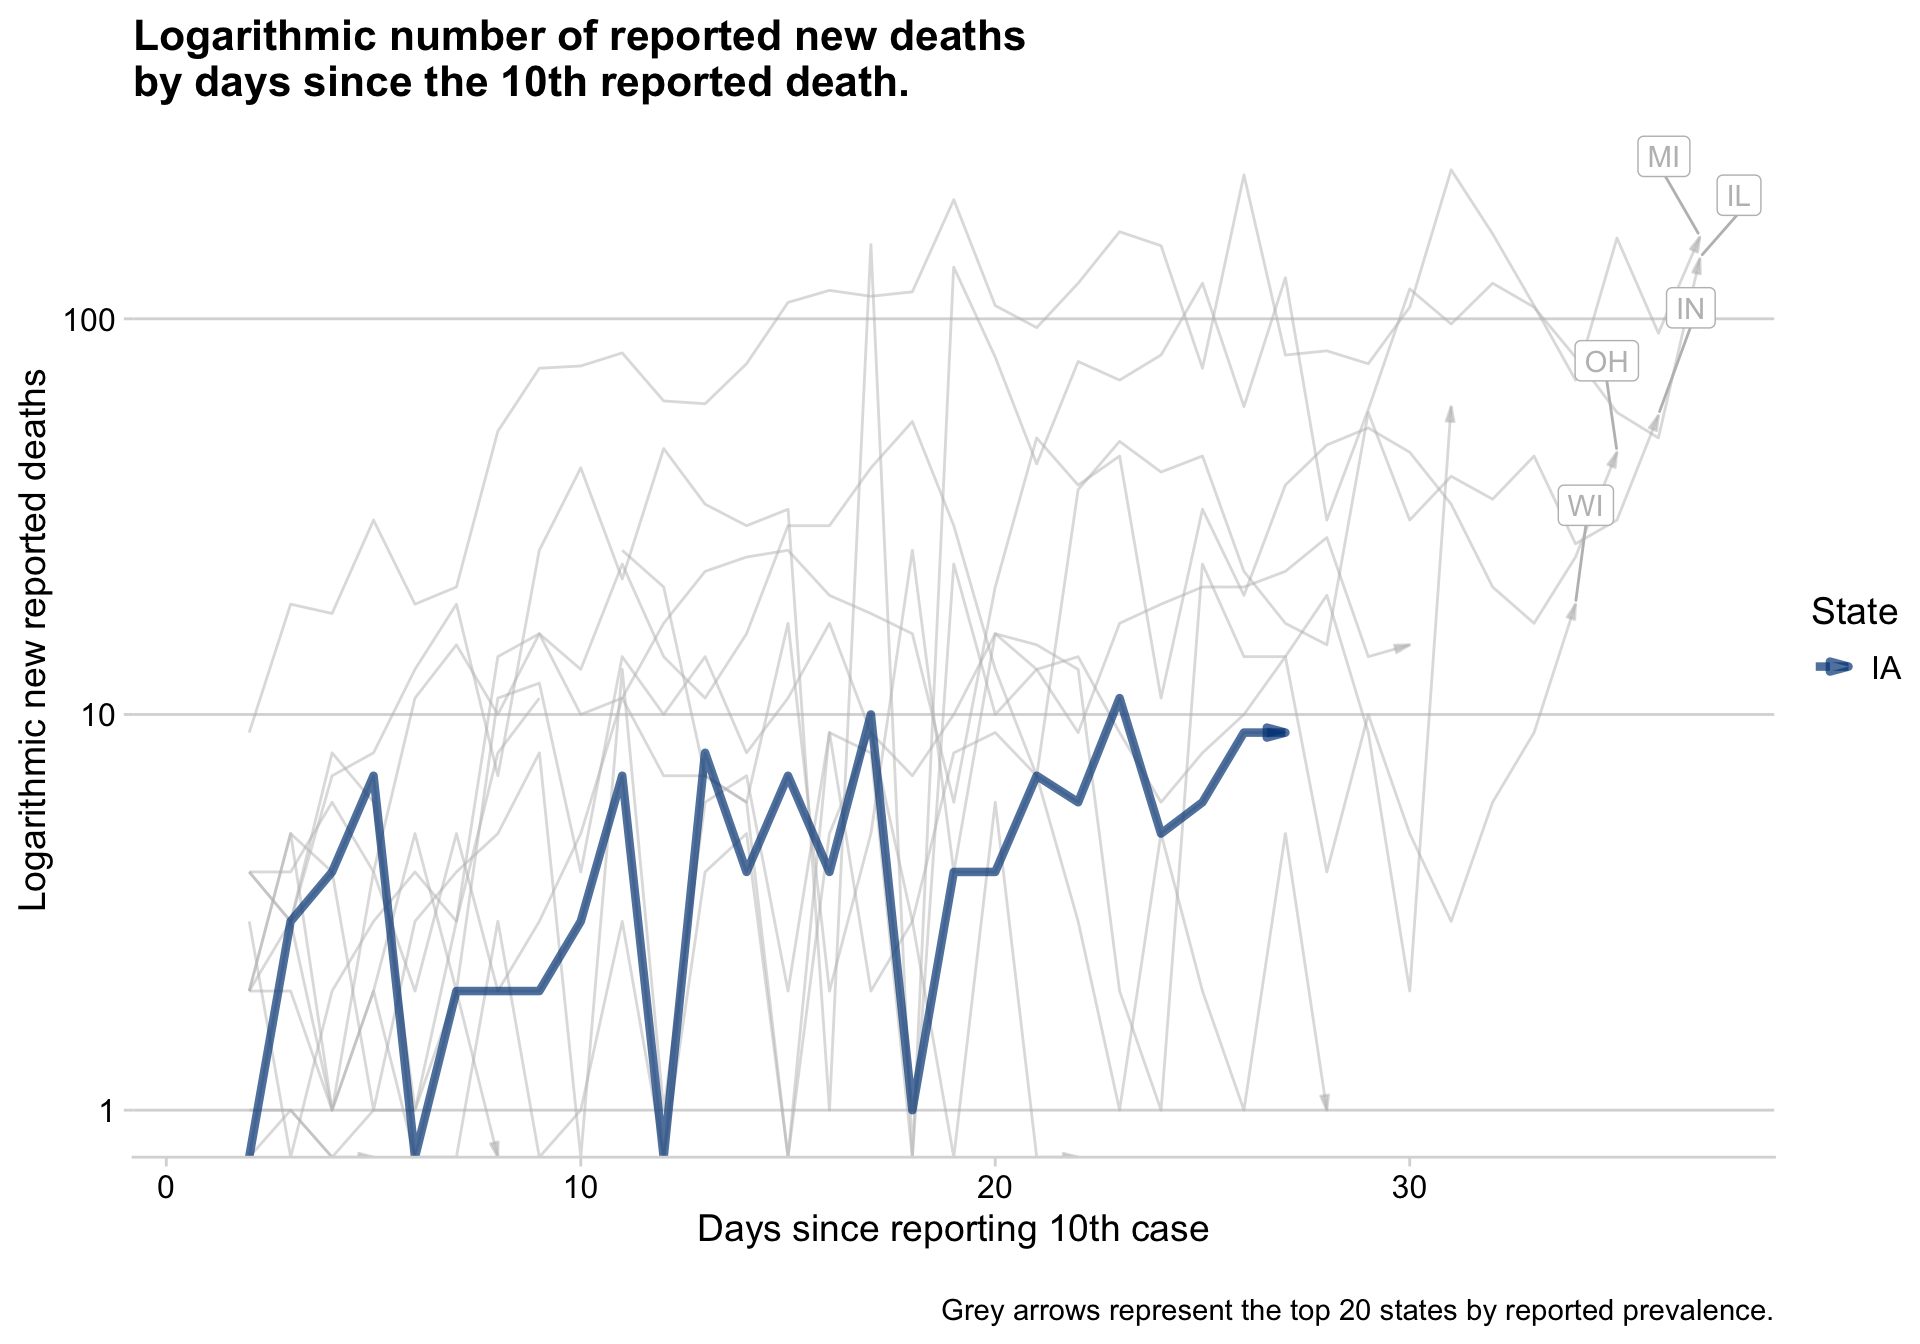 Logarithmic number of reported new deaths
by days since the 10th reported death.
MI
IL
IN
OH
WI
100
10
1
Logarithmic new reported deaths
State
IA
0
10
20
30
Days since reporting 10th case
Grey arrows represent the top 20 states by reported prevalence.